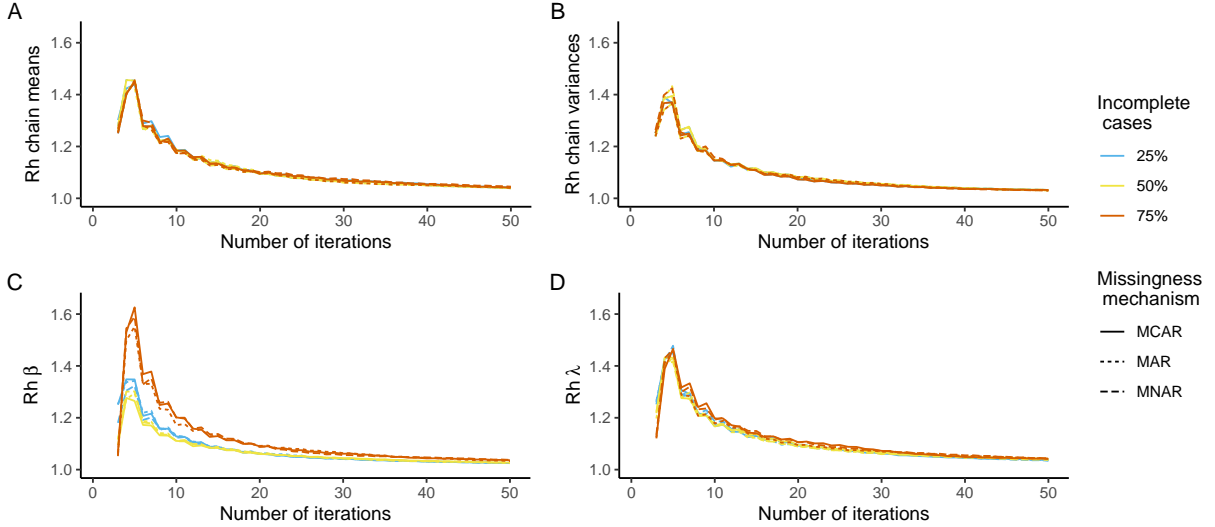 A
Rh chain means
1.6
1.4
1.2
1.0
0
10
20
30
40
50
Number of iterations
B
Rh chain variances
1.6
1.4
1.2
1.0
0
10
20
30
40
50
Number of iterations
C
Rh β
1.6
1.4
1.2
1.0
0
10
20
30
40
50
Number of iterations
D
Rh λ
1.6
1.4
1.2
1.0
0
10
20
30
40
50
Number of iterations
Incomplete
cases
25%
50%
75%
Missingness
mechanism
MCAR
MAR
MNAR